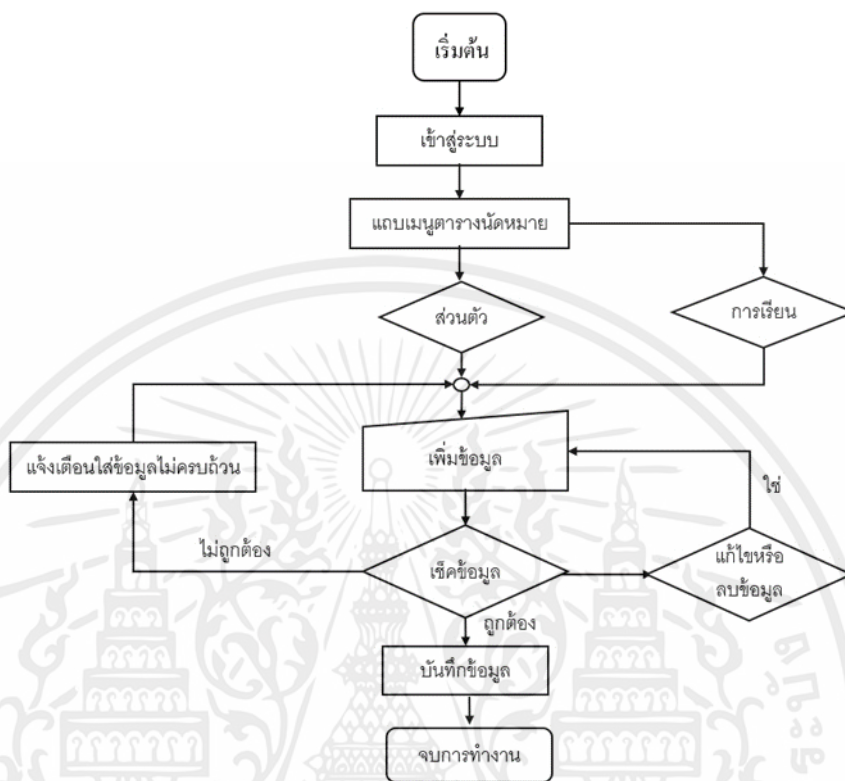 เริ่มต้น
เข้าสู่ระบบ
แถบเมนูตารางนัดหมาย
ส่วนตัว
การเรียน
แจ้งเตือนใส่ข้อมูลไม่ครบถ้วน
เพิ่มข้อมูล
ใช่
ไม่ถูกต้อง
เช็คข้อมูล
แก้ไขหรือ
ลบข้อมูล
ถูกต้อง
บันทึกข้อมูล
จบการทำงาน